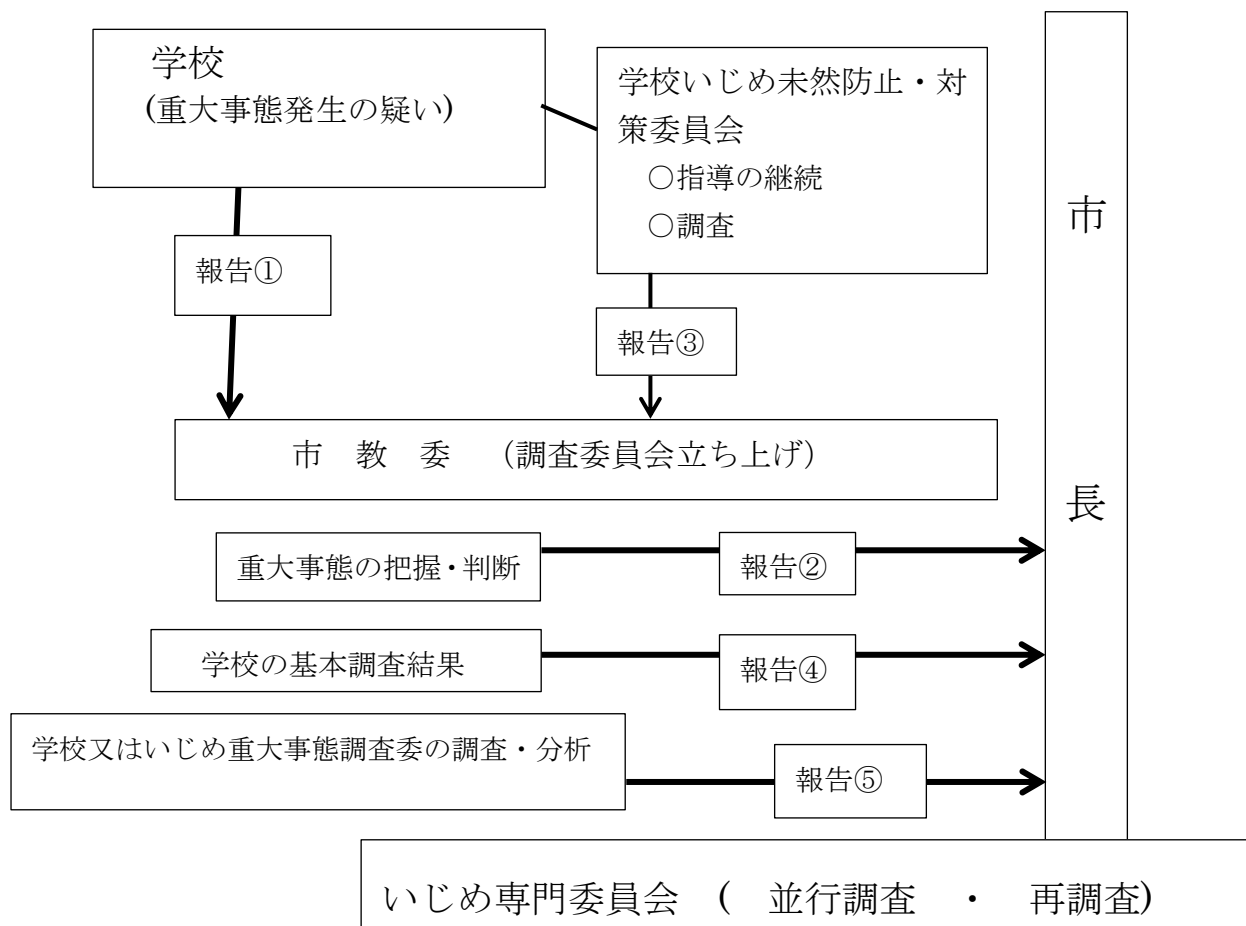 学校
(重大事態発生の疑い)
学校いじめ未然防止・対
策委員会
○指導の継続
○調査
報告①
報告③
市 教 委 (調査委員会立ち上げ)
重大事態の把握・判断
報告②
学校の基本調査結果
報告④
学校又はいじめ重大事態調査委の調査・分析
報告⑤
市
長
いじめ専門委員会 ( 並行調査 ・ 再調査)